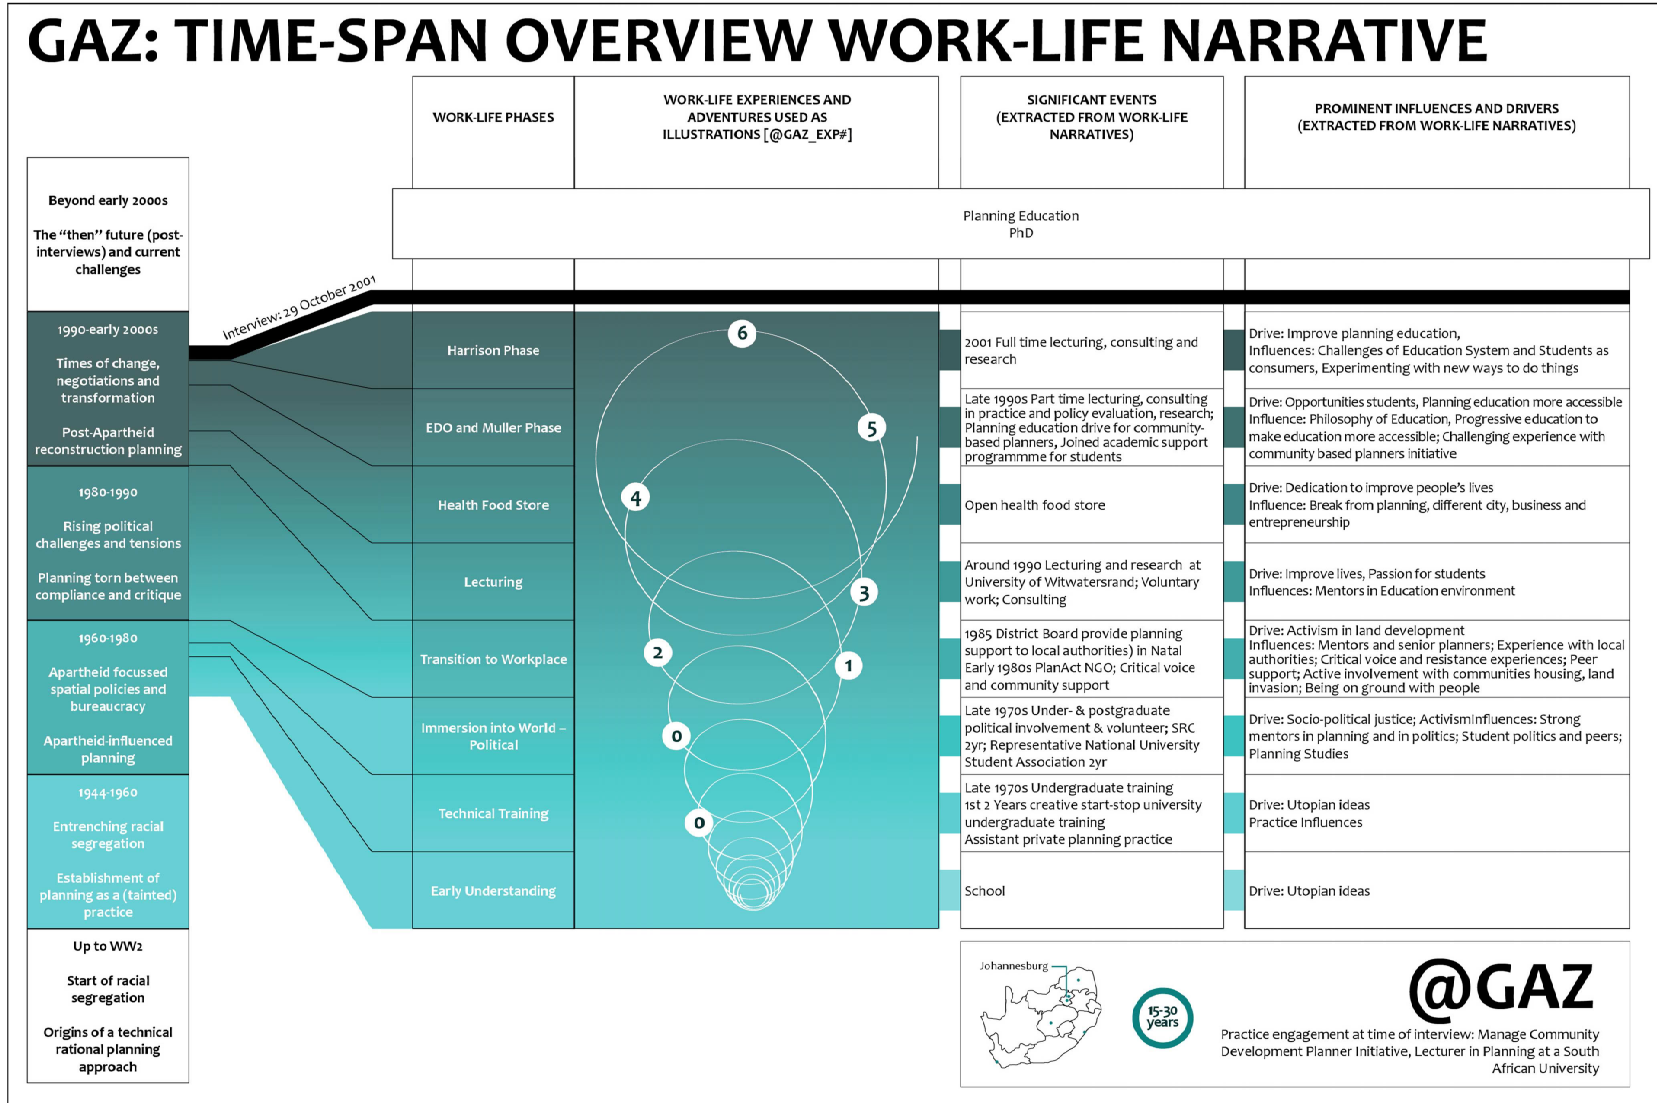 GAZ: TIME-SPAN OVERVIEW WORK-LIFE NARRATIVE
WORK-LIFE PHASES
WORK-LIFE EXPERIENCES AND
ADVENTURES USED AS
ILLUSTRATIONS [@GAZ_EXP#]
SIGNIFICANT EVENTS
(EXTRACTED FROM WORK-LIFE
NARRATIVES)
PROMINENT INFLUENCES AND DRIVERS
(EXTRACTED FROM WORK-LIFE NARRATIVES)
Beyond early 2000s
The “then” future (post-
interviews) and current
challenges
Planning Education
PhD
Interview: 29 October 2001
1990-early 2000s
Times of change,
negotiations and
transformation
Post-Apartheid
reconstruction planning
1980-1990
Rising political
challenges and tensions
Planning torn between
compliance and critique
1960-1980
Apartheid focussed
spatial policies and
bureaucracy
Apartheid-influenced
planning
1944-1960
Entrenching racial
segregation
Establishment of
planning as a (tainted)
practice
Up to WW2
Start of racial
segregation
Origins of a technical
rational planning
approach
Harrison Phase
6
2001 Full time lecturing, consulting and
research
Drive: Improve planning education,
Influences: Challenges of Education System and Students as
consumers, Experimenting with new ways to do things
EDO and Muller Phase
5
Late 1990s Part time lecturing, consulting
in practice and policy evaluation, research;
Planning education drive for community-
based planners, Joined academic support
programmme for students
Drive: Opportunities students, Planning education more accessible
Influence: Philosophy of Education, Progressive education to
make education more accessible; Challenging experience with
community based planners initiative
Health Food Store
4
Open health food store
Drive: Dedication to improve people’s lives
Influence: Break from planning, different city, business and
entrepreneurship
Lecturing
3
Around 1990 Lecturing and research at
University of Witwatersrand; Voluntary
work; Consulting
Drive: Improve lives, Passion for students
Influences: Mentors in Education environment
Transition to Workplace
2
1
1985 District Board provide planning
support to local authorities) in Natal
Early 1980s PlanAct NGO; Critical voice
and community support
Drive: Activism in land development
Influences: Mentors and senior planners; Experience with local
authorities; Critical voice and resistance experiences; Peer
support; Active involvement with communities housing, land
invasion; Being on ground with people
Immersion into World –
Political
0
Late 1970s Under- & postgraduate
political involvement & volunteer; SRC
2yr; Representative National University
Student Association 2yr
Drive: Socio-political justice; ActivismInfluences: Strong
mentors in planning and in politics; Student politics and peers;
Planning Studies
Technical Training
0
Late 1970s Undergraduate training
1st 2 Years creative start-stop university
undergraduate training
Assistant private planning practice
Drive: Utopian ideas
Practice Influences
Early Understanding
School
Drive: Utopian ideas
Johannesburg
15-30
years
@GAZ
Practice engagement at time of interview: Manage Community
Development Planner Initiative, Lecturer in Planning at a South
African University